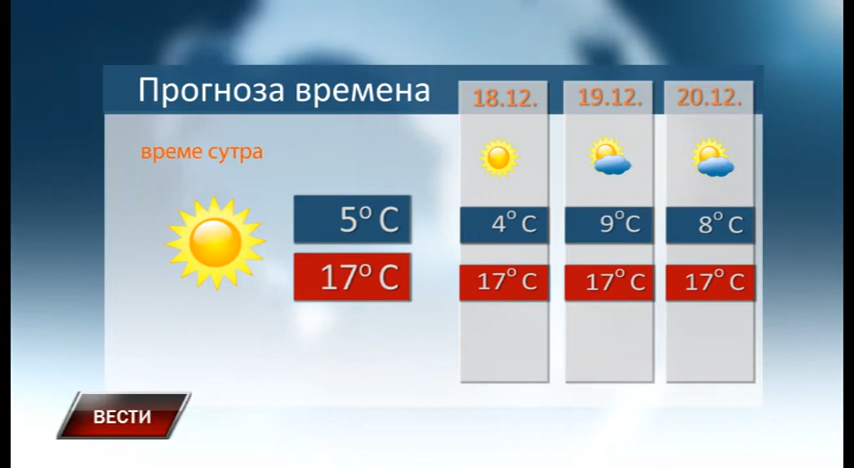 Прогноза времена
време сутра
5° C
17° C
18.12.
4° C
17° C
19.12.
9°C
17° C
20.12.
8° C
17° C
ВЕСТИ